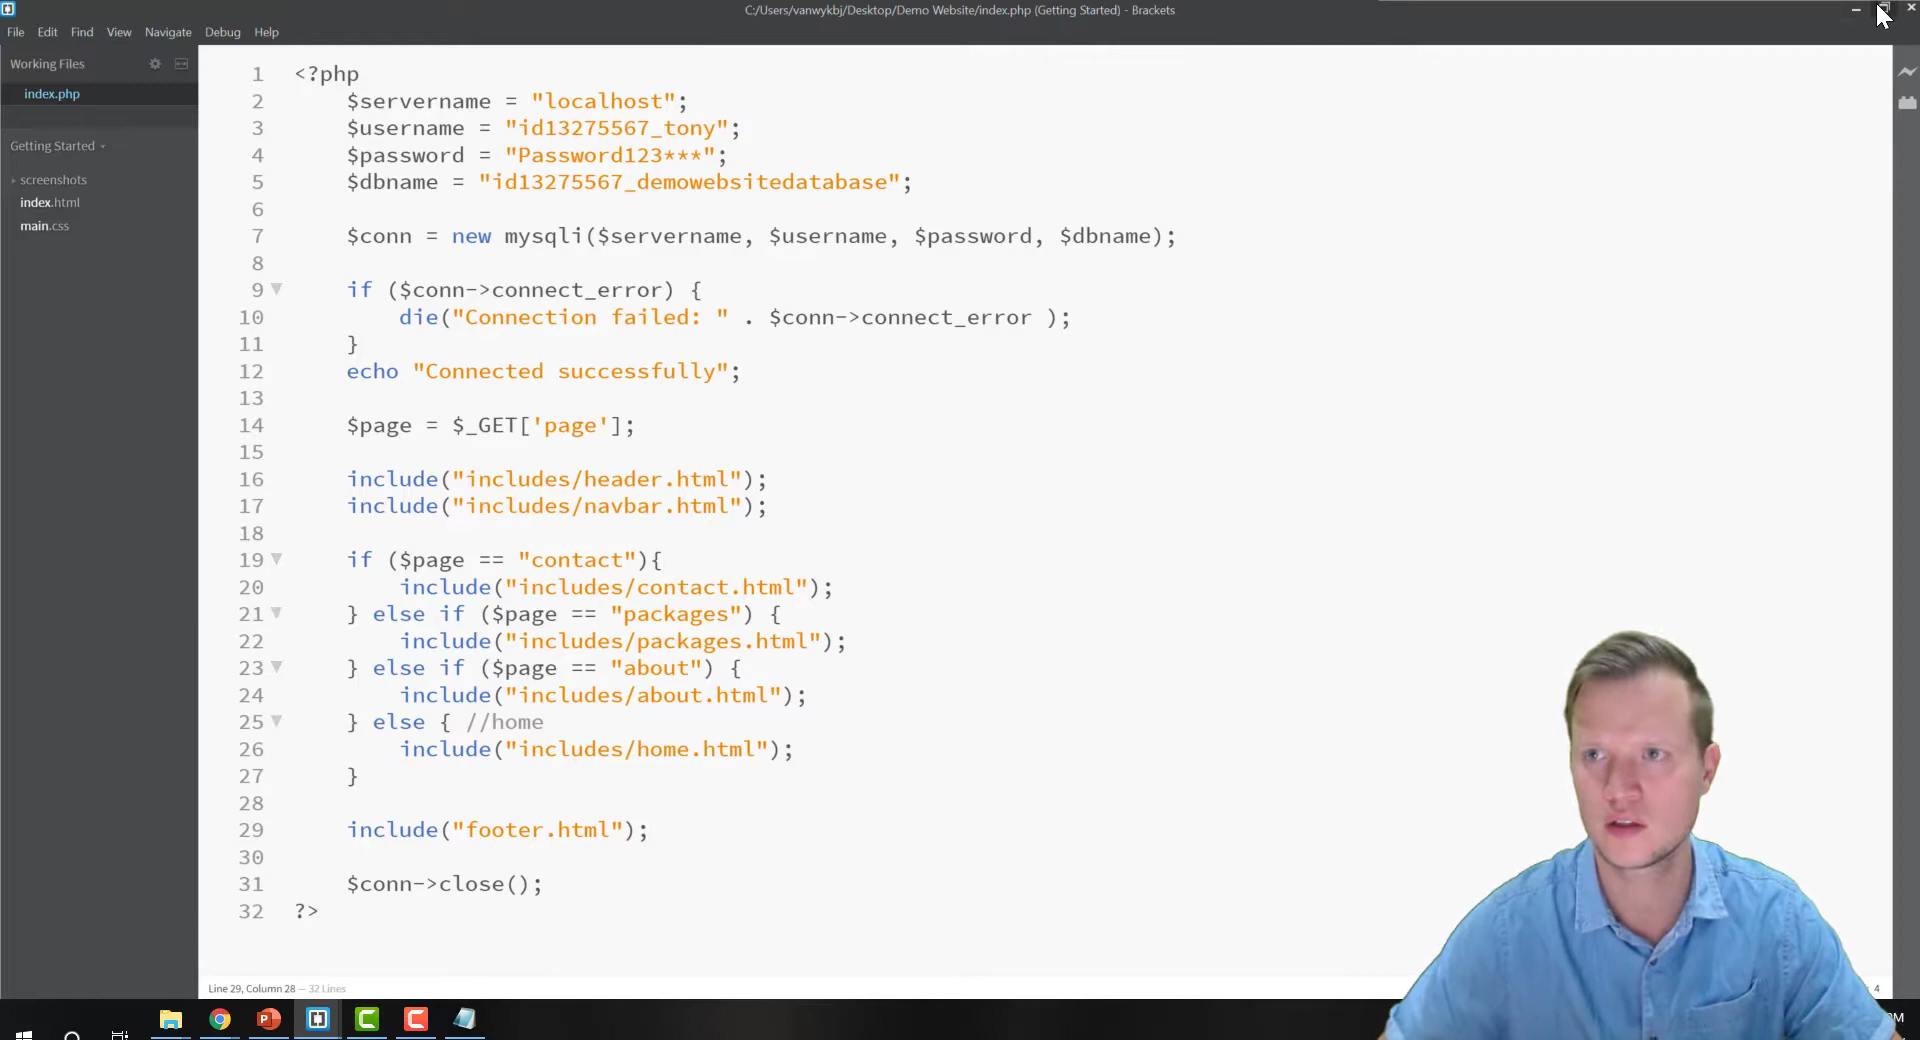 C:/Users/vanwykbj/Desktop/Demo Website/index.php (Getting Started) - Brackets
File Edit Find View Navigate Debug Help
Working Files
index.php
Getting Started
screenshots
index.html
main.css
1 <?php
2 $servername = "localhost";
3 $username = "id13275567_tony";
4 $password = "Password123***";
5 $dbname = "id13275567_demowebsitedatabase";
6
7 $conn = new mysqli($servername, $username, $password, $dbname);
8
9 if ($conn->connect_error) {
10 die("Connection failed: " . $conn->connect_error );
11 }
12 echo "Connected successfully";
13
14 $page = $_GET['page'];
15
16 include("includes/header.html");
17 include("includes/navbar.html");
18
19 if ($page == "contact"){
20 include("includes/contact.html");
21 } else if ($page == "packages") {
22 include("includes/packages.html");
23 } else if ($page == "about") {
24 include("includes/about.html");
25 } else { //home
26 include("includes/home.html");
27 }
28
29 include("footer.html");
30
31 $conn->close();
32 ?>
Line 29, Column 28 — 32 Lines
4